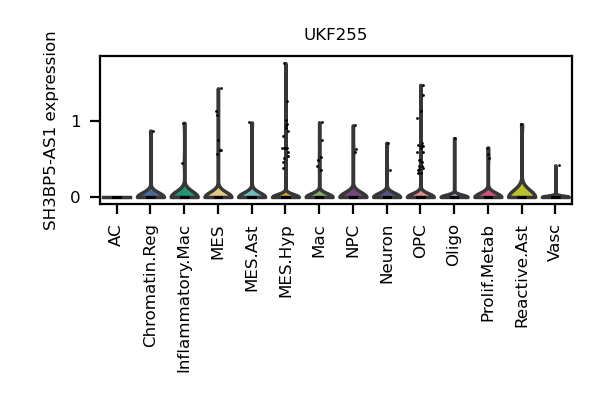 UKF255
SH3BP5-AS1 expression
1
0
AC
Chromatin.Reg
Inflammatory.Mac
MES
MES.Ast
MES.Hyp
Mac
NPC
Neuron
OPC
Oligo
Prolif.Metab
Reactive.Ast
Vasc